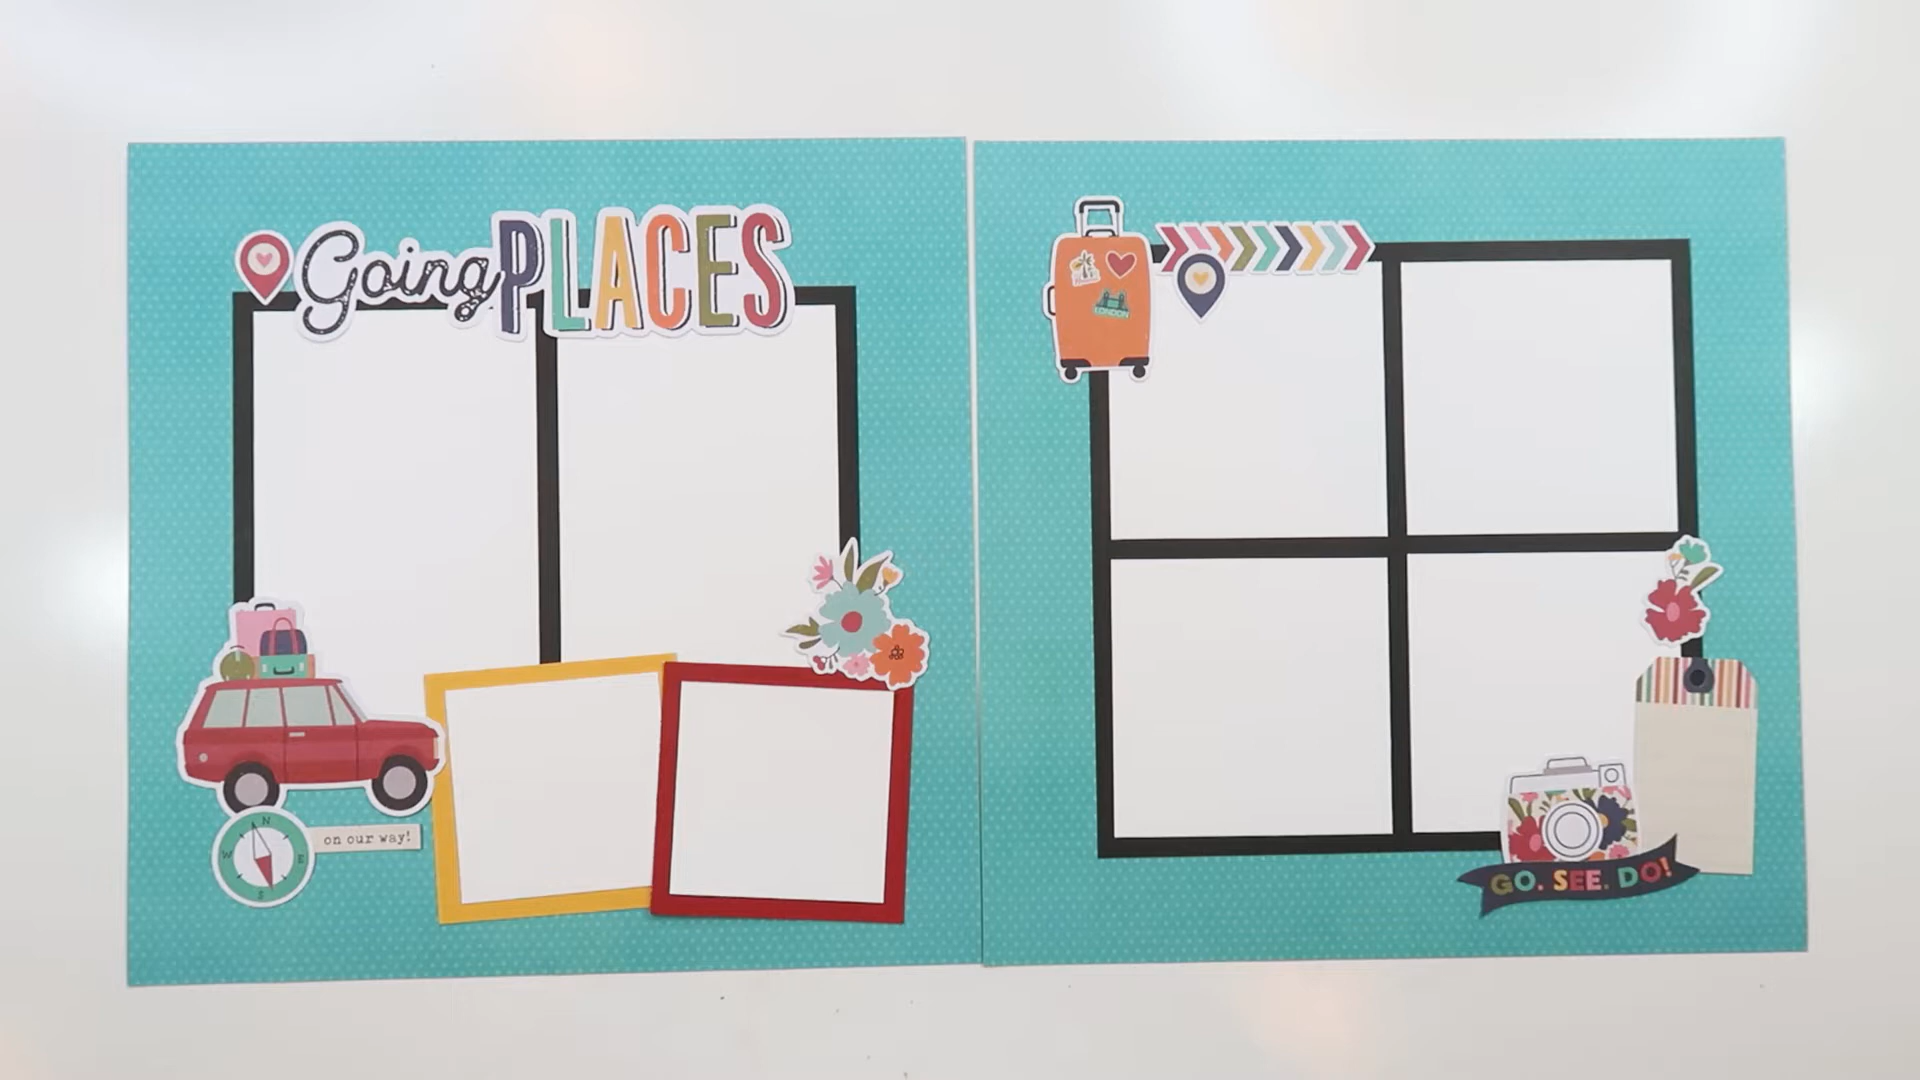 Going PLACES
LONDON
N
W E
S
on our way!
GO. SEE. DO!